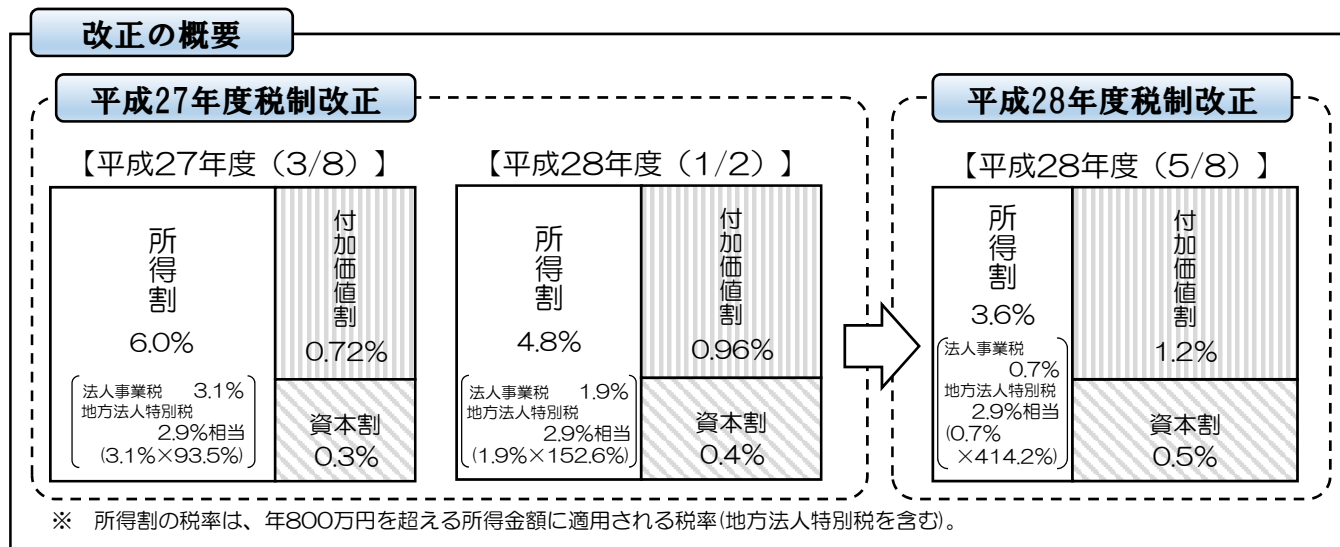 改正の概要
平成27年度税制改正
【平成27年度（3/8）】
所得割
6.0%
法人事業税　3.1%
地方法人特別税
2.9%相当
(3.1%×93.5%)
付加価値割
0.72%
資本割
0.3%
【平成28年度（1/2）】
所得割
4.8%
法人事業税　1.9%
地方法人特別税
2.9%相当
(1.9%×152.6%)
付加価値割
0.96%
資本割
0.4%
平成28年度税制改正
【平成28年度（5/8）】
所得割
3.6%
法人事業税
0.7%
地方法人特別税
2.9%相当
(0.7%
×414.2%)
付加価値割
1.2%
資本割
0.5%
※　所得割の税率は、年800万円を超える所得金額に適用される税率(地方法人特別税を含む)。